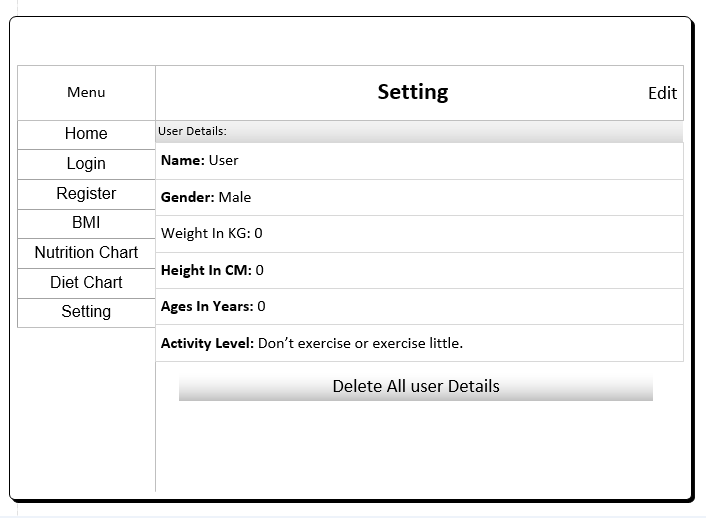 Menu
Setting
Edit
Home
Login
Register
BMI
Nutrition Chart
Diet Chart
Setting
User Details:
Name: User
Gender: Male
Weight In KG: 0
Height In CM: 0
Ages In Years: 0
Activity Level: Don’t exercise or exercise little.
Delete All user Details